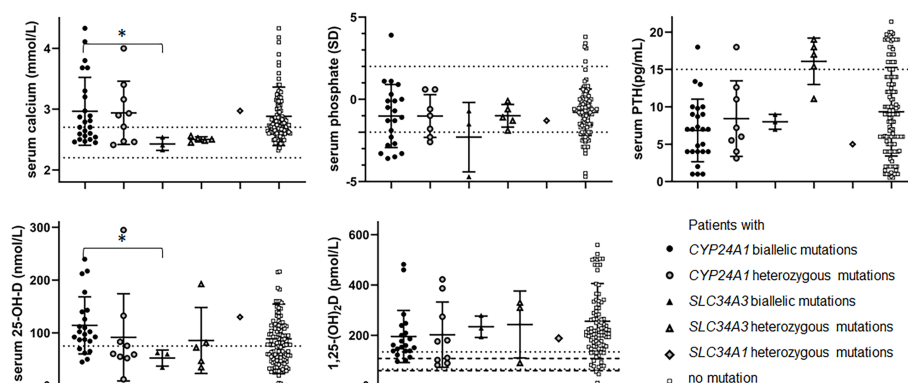 serum calcium (mmol/L)
4
3
2
*
serum phosphate (SD)
5
0
-5
serum PTH(pg/mL)
20
15
10
5
0
serum 25-OH-D (nmol/L)
300
200
100
0
*
1,25-(OH)2D (pmol/L)
600
400
200
0
Patients with
CYP24A1 biallelic mutations
CYP24A1 heterozygous mutations
SLC34A3 biallelic mutations
SLC34A3 heterozygous mutations
SLC34A1 heterozygous mutations
no mutation